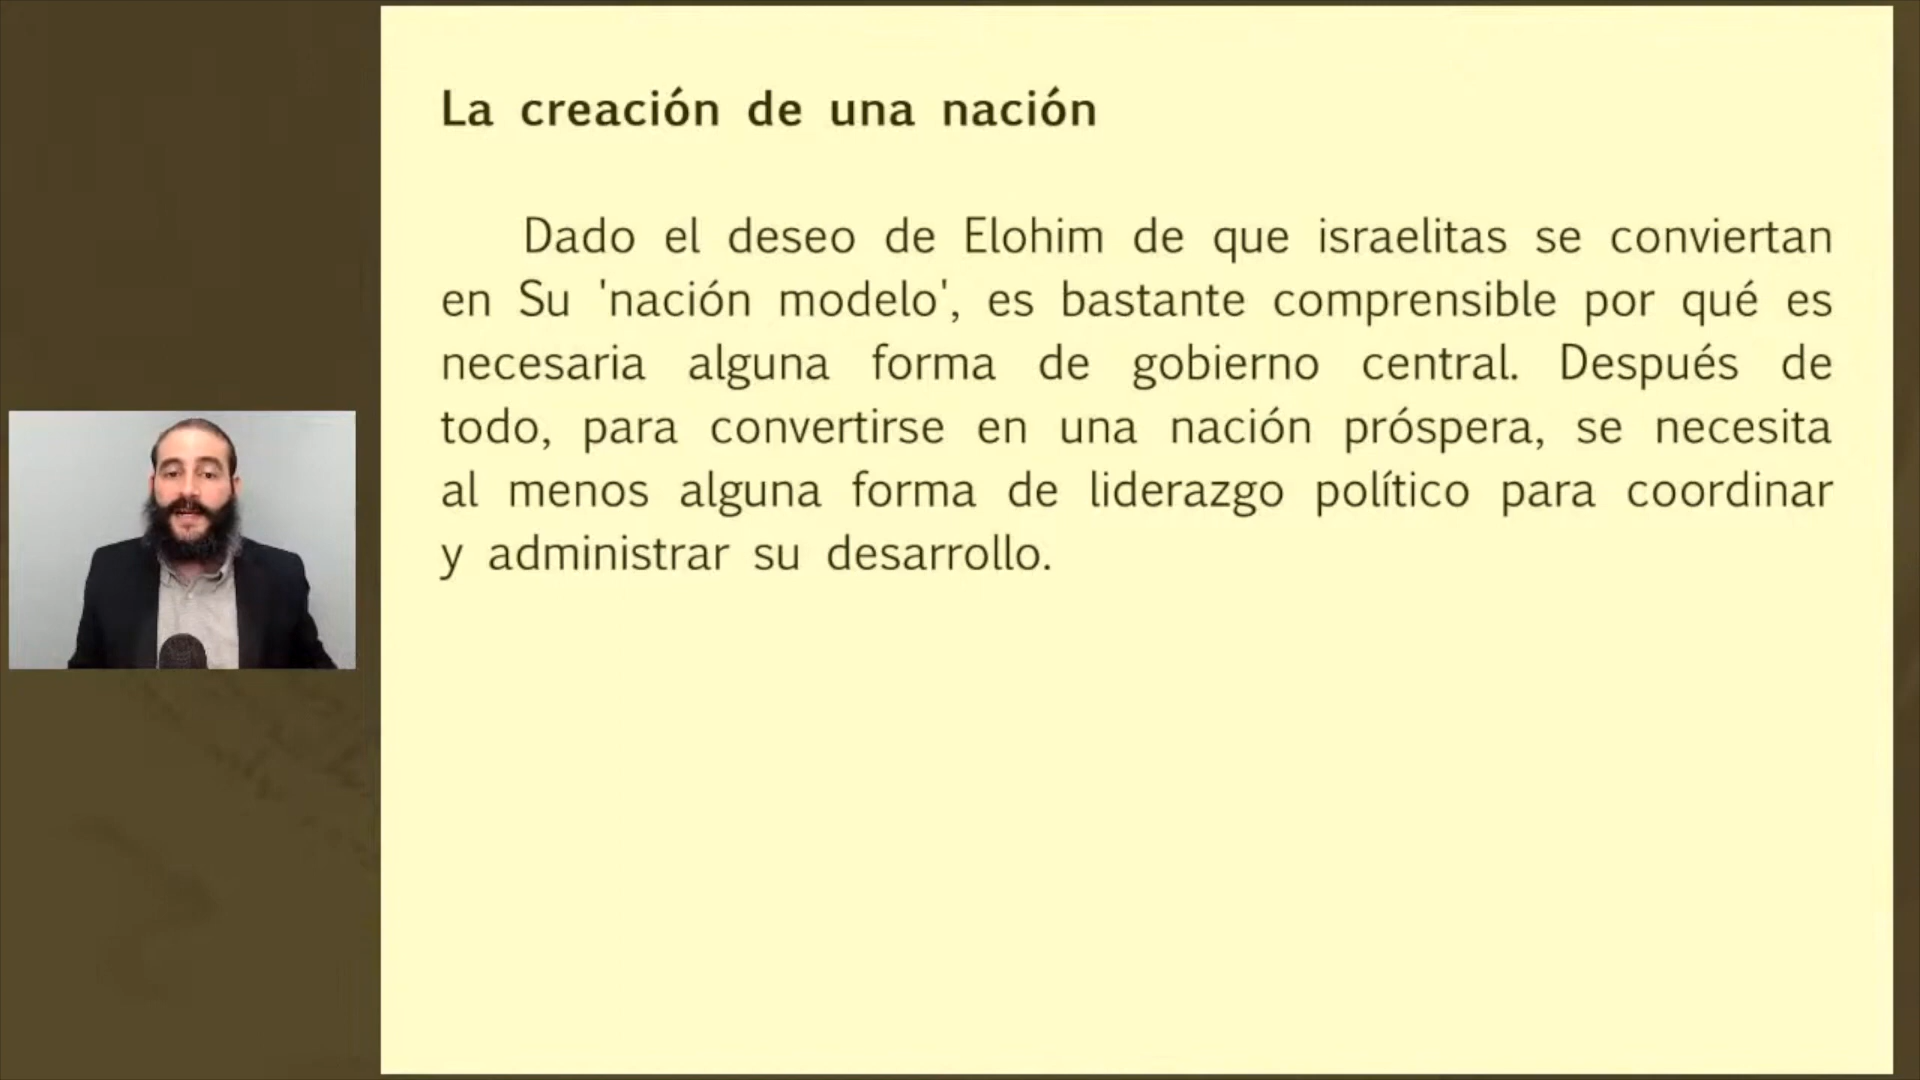 La creación de una nación
Dado el deseo de Elohim de que israelitas se conviertan
en Su 'nación modelo', es bastante comprensible por qué es
necesaria alguna forma de gobierno central. Después de
todo, para convertirse en una nación próspera, se necesita
al menos alguna forma de liderazgo político para coordinar
y administrar su desarrollo.